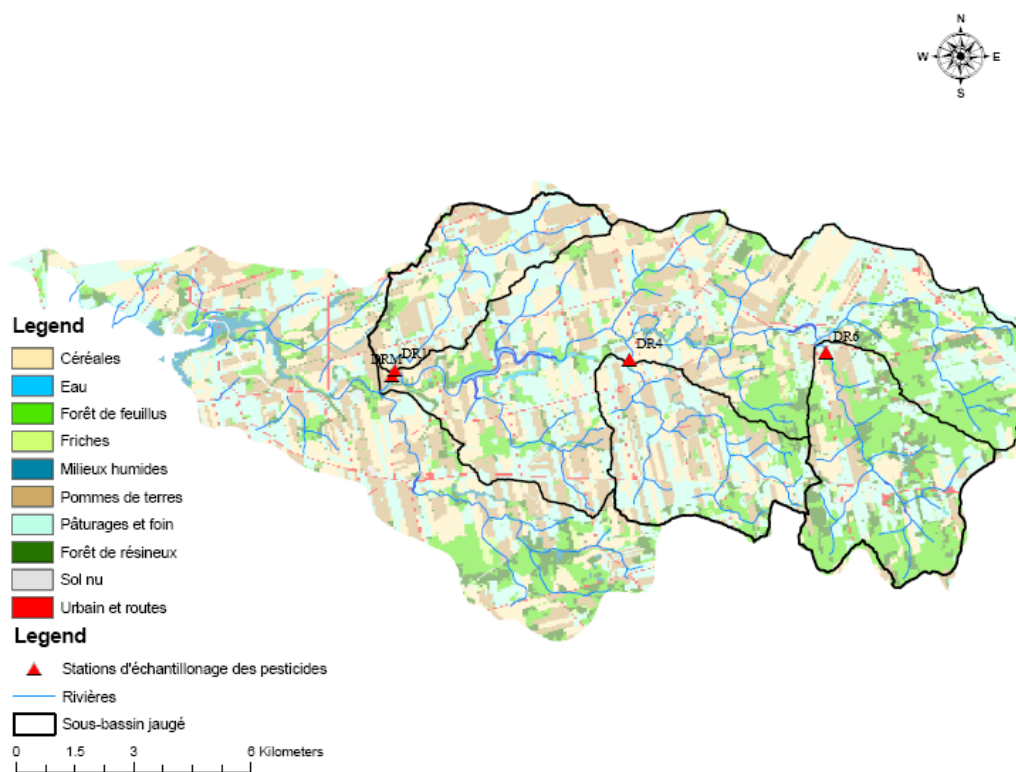 N
W E
S
DRM DR1
DR4
DR6
Legend
Céréales
Eau
Forêt de feuillus
Friches
Milieux humides
Pommes de terres
Pâturages et foin
Forêt de résineux
Sol nu
Urbain et routes
Legend
Stations d'échantillonage des pesticides
Rivières
Sous-bassin jaugé
0 1.5 3 6 Kilometers